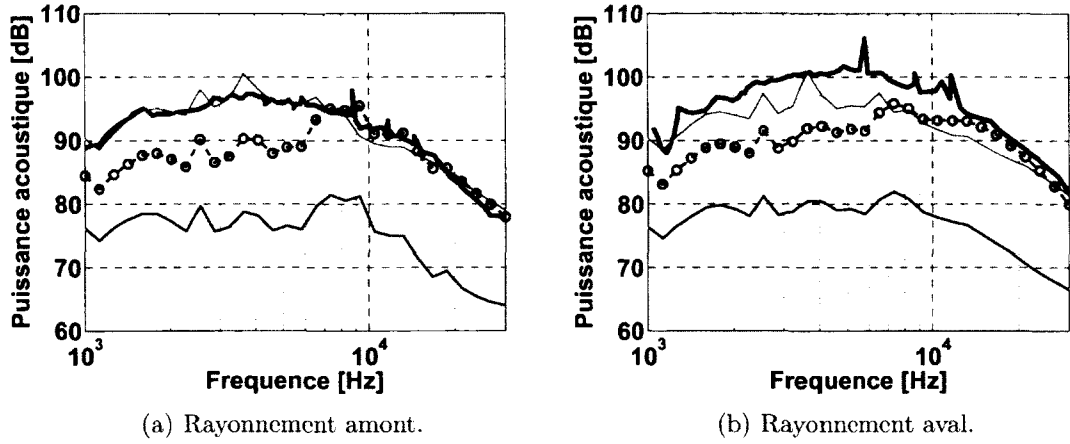 110
100
90
80
70
60
Puissance acoustique [dB]
10³
10⁴
Frequence [Hz]
(a) Rayonnement amont.
110
100
90
80
70
60
Puissance acoustique [dB]
10³
10⁴
Frequence [Hz]
(b) Rayonnement aval.